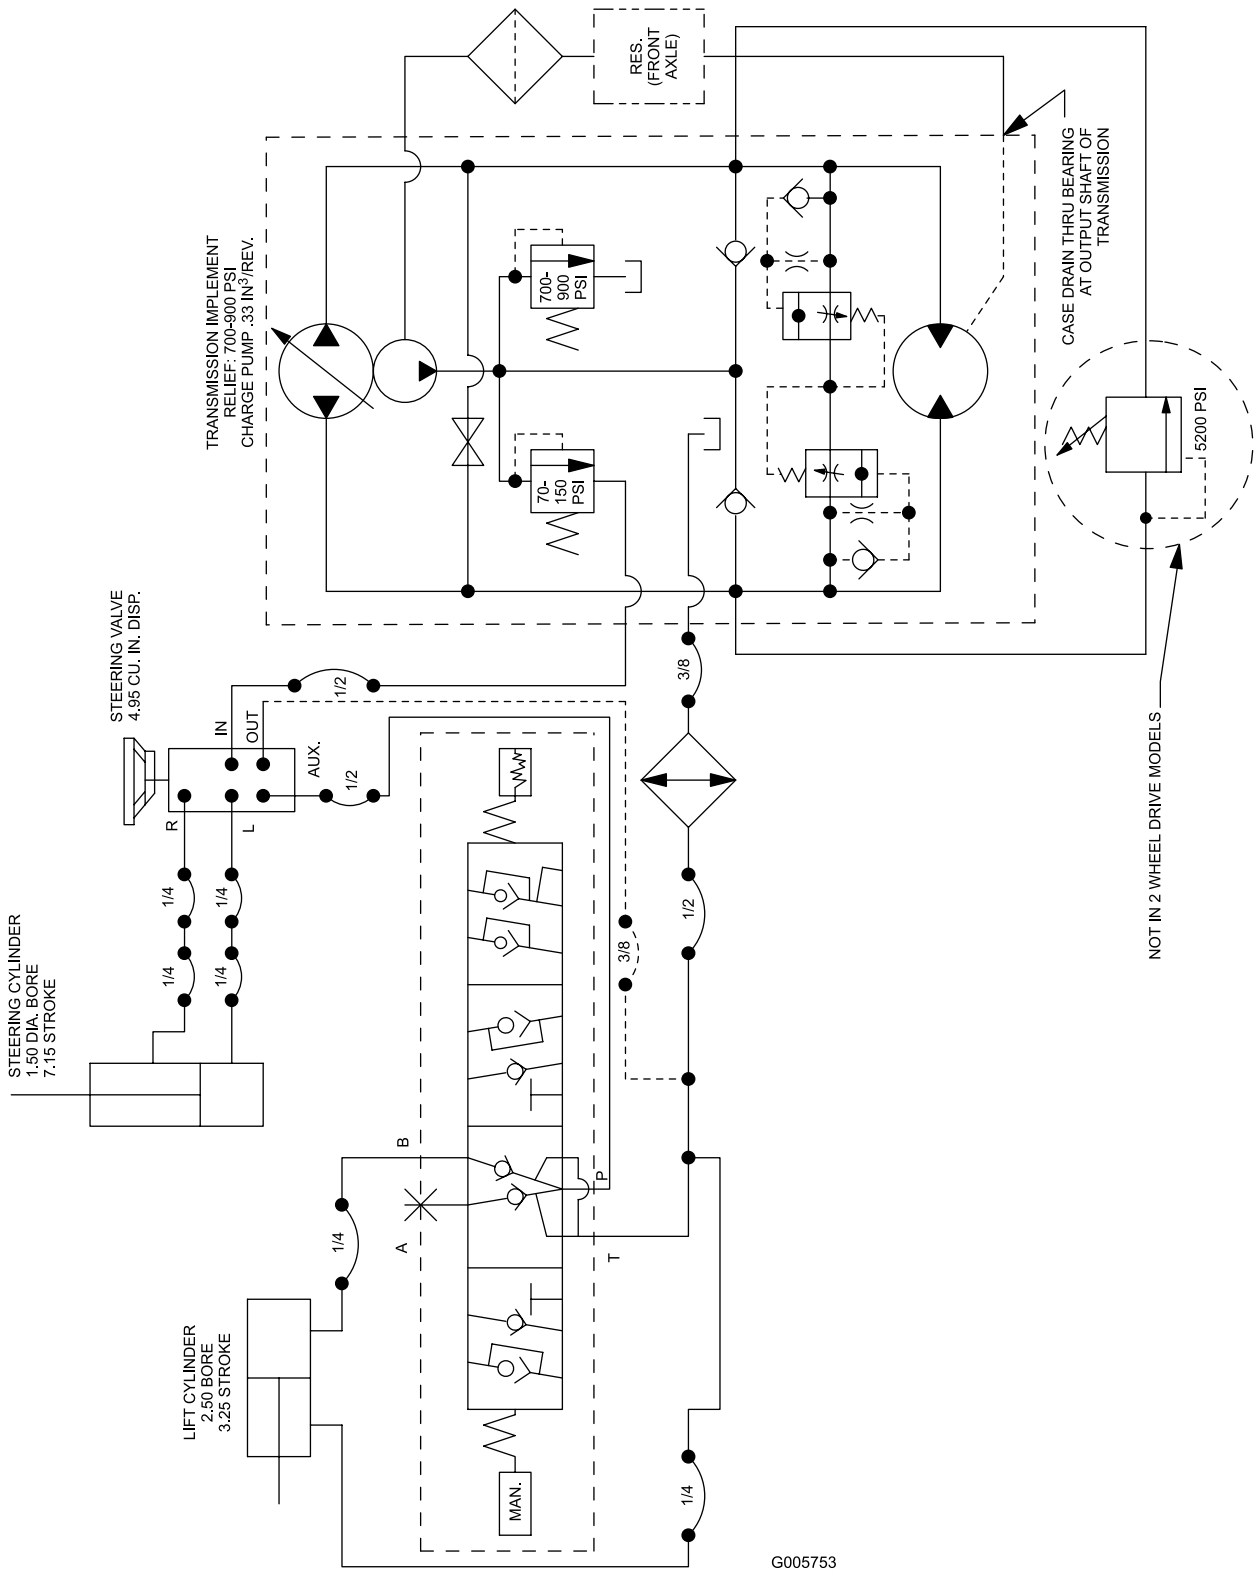 STEERING CYLINDER
1.50 DIA. BORE
7.15 STROKE
LIFT CYLINDER
2.50 BORE
3.25 STROKE
STEERING VALVE
4.95 CU. IN. DISP.
TRANSMISSION IMPLEMENT
RELIEF: 700-900 PSI
CHARGE PUMP .33 IN³/REV.
RES.
(FRONT
AXLE)
CASE DRAIN THRU BEARING
AT OUTPUT SHAFT OF
TRANSMISSION
700-
900
PSI
70-
150
PSI
5200 PSI
NOT IN 2 WHEEL DRIVE MODELS
IN
OUT
AUX.
R
L
1/2
1/2
1/4
1/4
1/4
1/4
3/8
1/2
3/8
B
A
P
T
1/4
MAN.
1/4
G005753